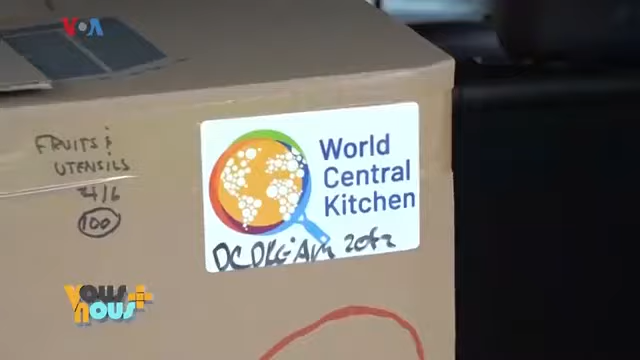 VOA
FRUITS &
UTENSILS
4/6
100
World
Central
Kitchen
Vous+
nous